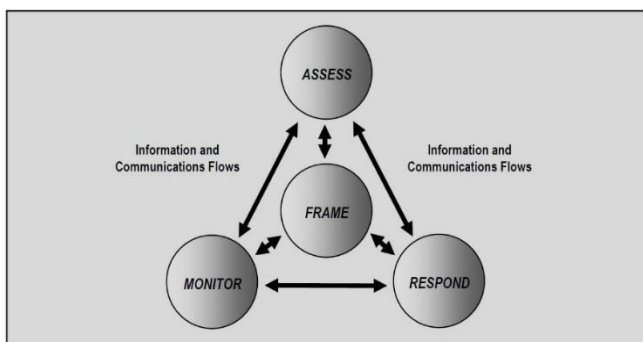 ASSESS
Information and
Communications Flows
Information and
Communications Flows
FRAME
MONITOR
RESPOND